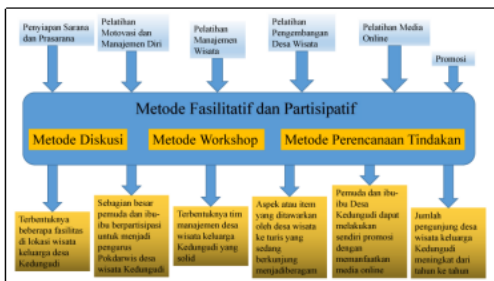 Penyiapan Sarana
dan Prasarana
Pelatihan
Motovasi dan
Manajemen Diri
Pelatihan
Manajemen
Wisata
Pelatihan
Pengembangan
Desa Wisata
Pelatihan Media
Online
Promosi
Metode Fasilitatif dan Partisipatif
Metode Diskusi
Metode Workshop
Metode Perencanaan Tindakan
Terbentuknya
beberapa fasilitas
di lokasi wisata
keluarga desa
Kedungudi
Sebagian besar
pemuda dan ibu-
ibu berpartisipasi
untuk menjadi
pengurus
Pokdarwis desa
wisata Kedungudi
Terbentuknya tim
manajemen desa
wisata keluarga
Kedungudi yang
solid
Aspek atau item
yang ditawarkan
oleh desa wisata
ke turis yang
sedang
berkunjung
menjadiberagam
Pemuda dan ibu-
ibu Desa
Kedungudi dapat
melakukan
sendiri promosi
dengan
memanfaatkan
media online
Jumlah
pengunjung desa
wisata keluarga
Kedungudi
meningkat dari
tahun ke tahun